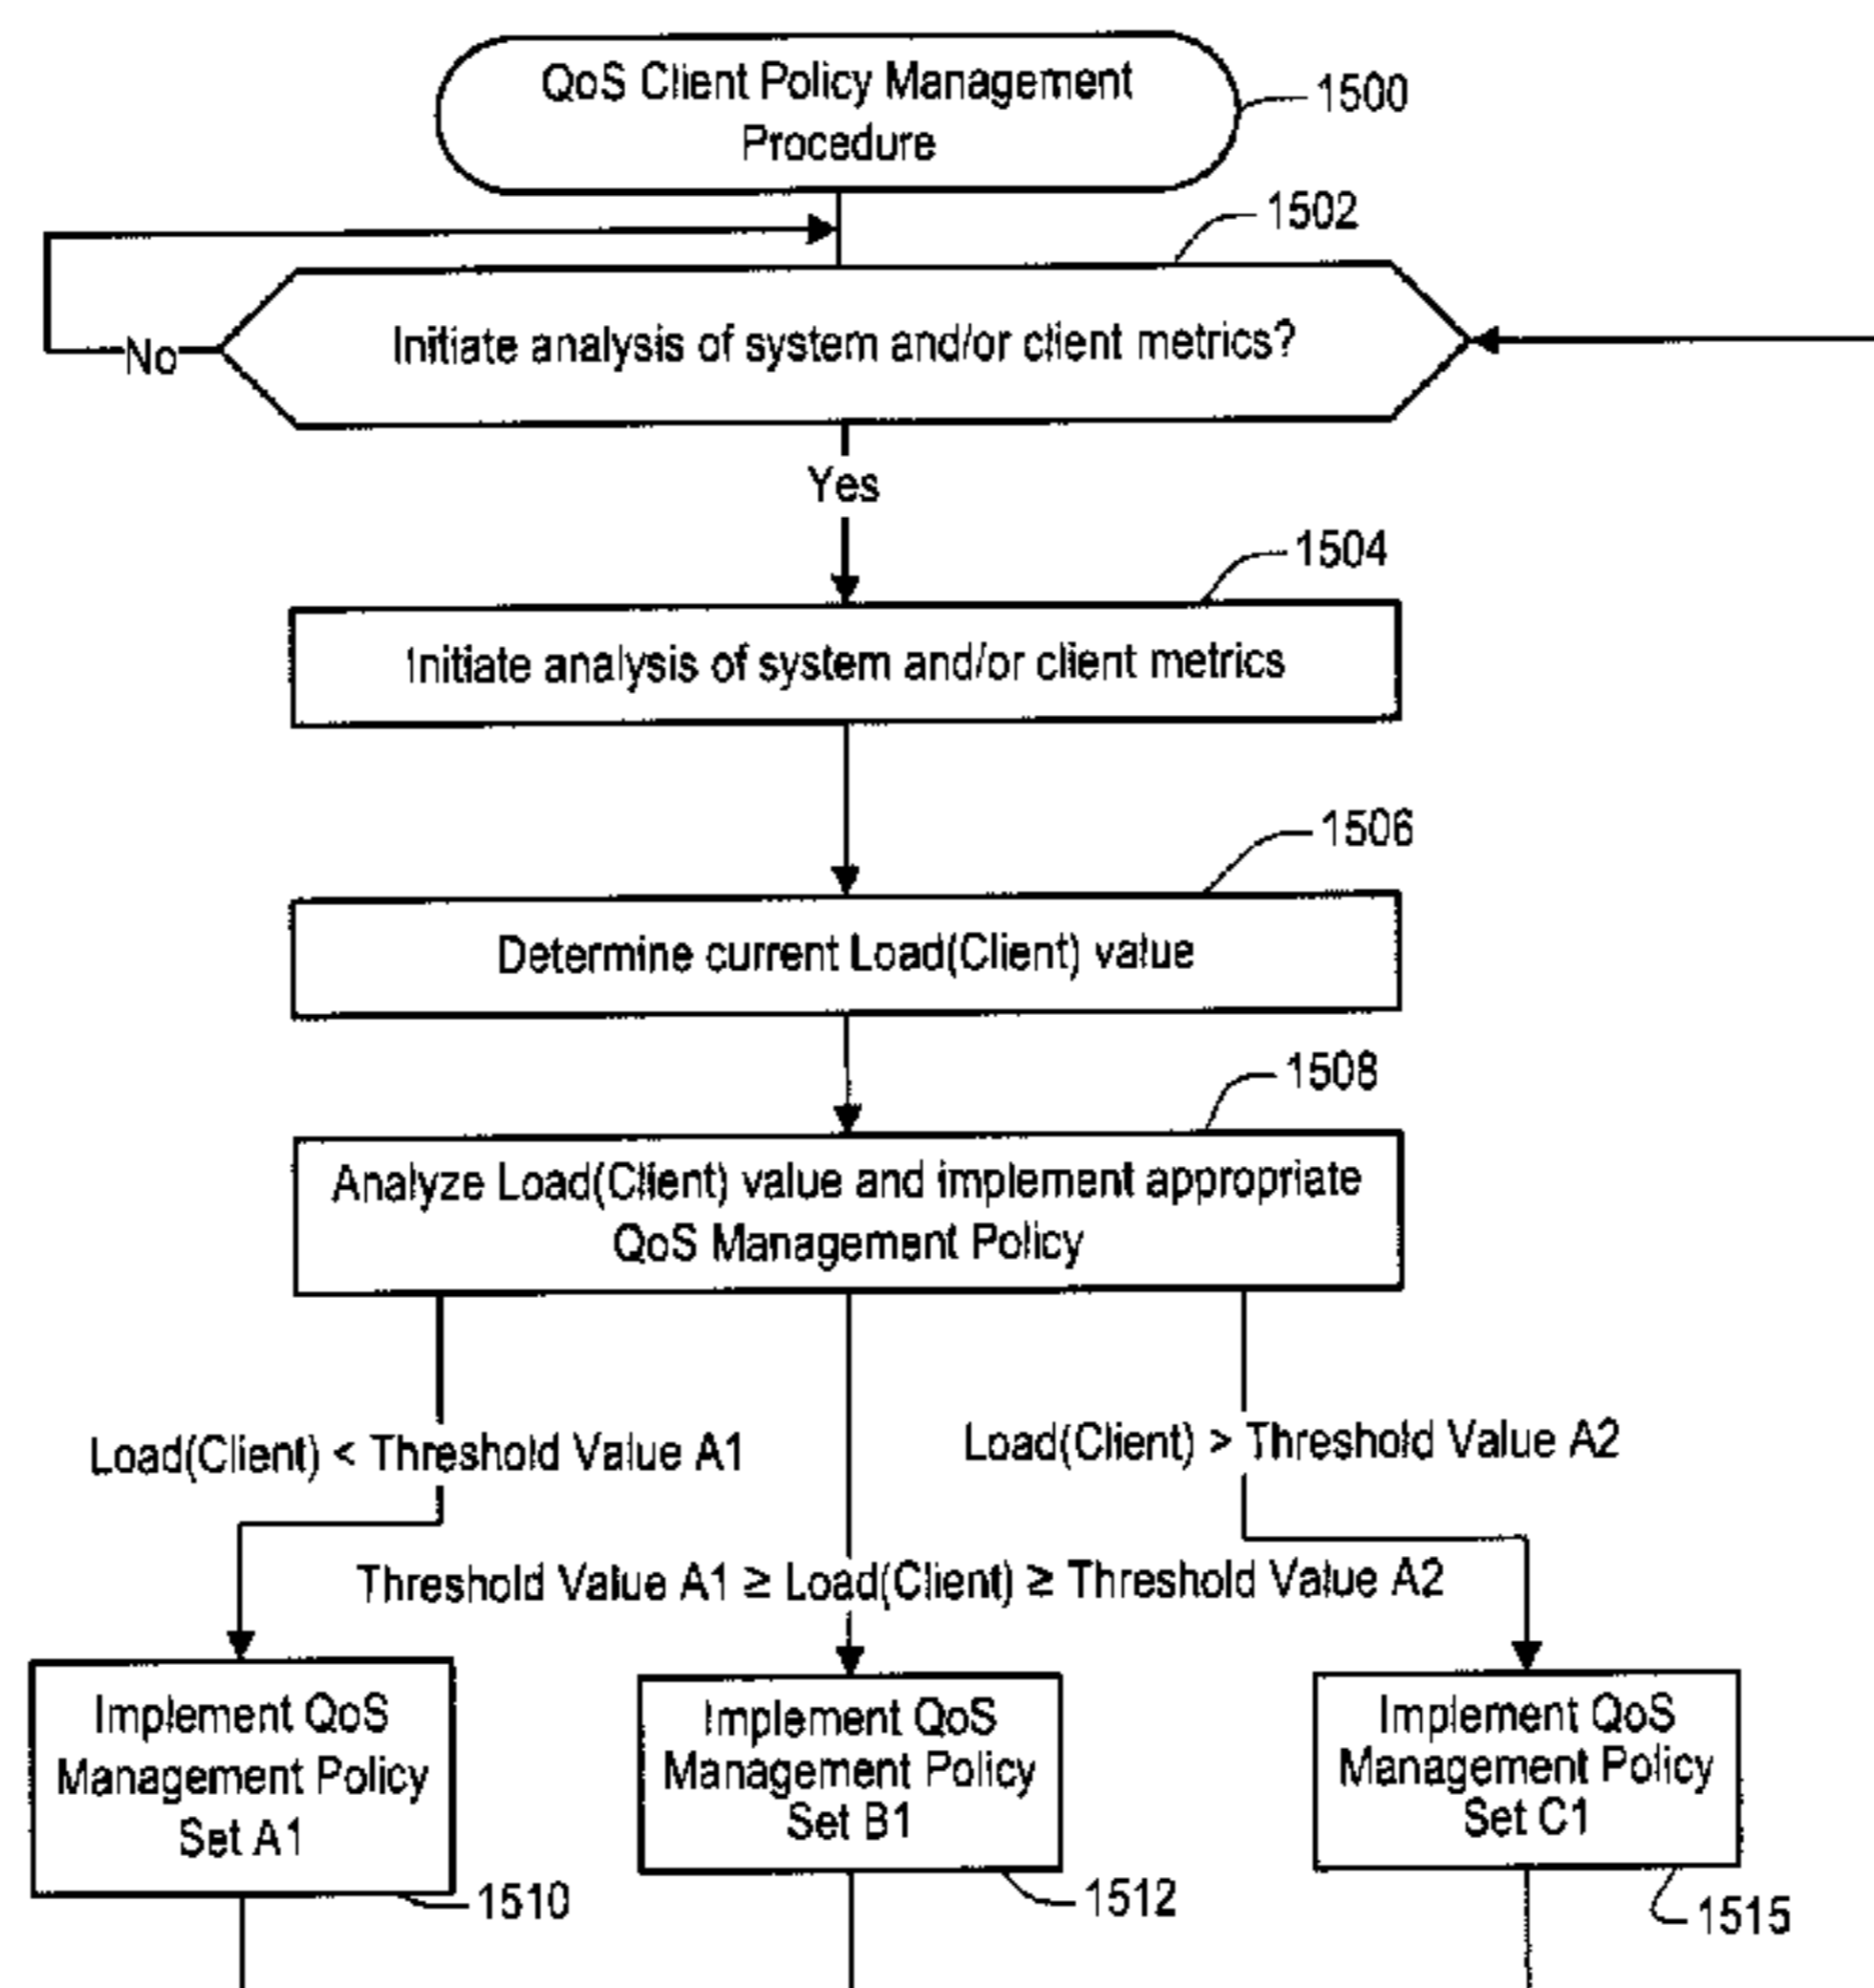 QoS Client Policy Management
Procedure
1500
1502
Initiate analysis of system and/or client metrics?
No
Yes
1504
Initiate analysis of system and/or client metrics
1506
Determine current Load(Client) value
1508
Analyze Load(Client) value and implement appropriate
QoS Management Policy
Load(Client) < Threshold Value A1
Load(Client) > Threshold Value A2
Threshold Value A1 ≥ Load(Client) ≥ Threshold Value A2
Implement QoS
Management Policy
Set A1
1510
Implement QoS
Management Policy
Set B1
1512
Implement QoS
Management Policy
Set C1
1515